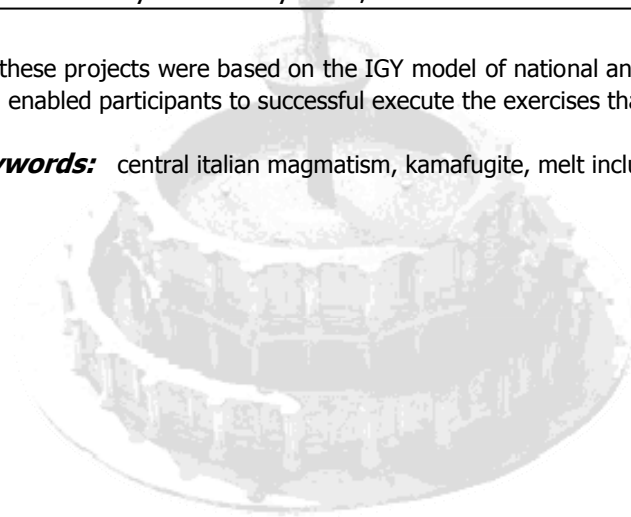 these projects were based on the IGY model of national an
enabled participants to successful execute the exercises tha
ywords: central italian magmatism, kamafugite, melt inclu